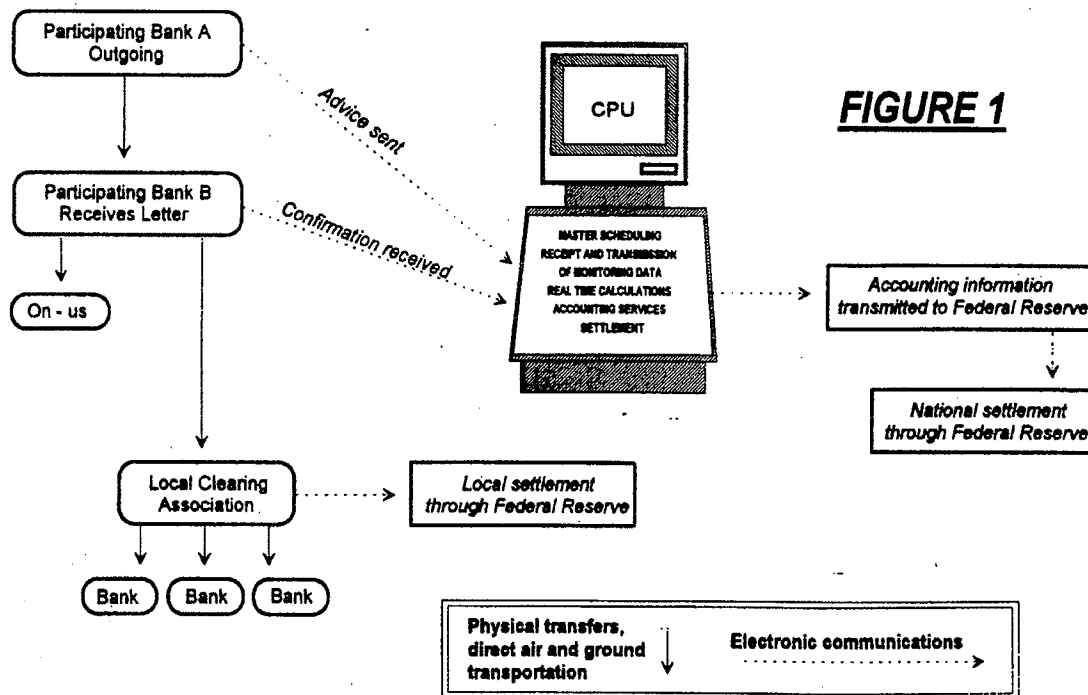 Participating Bank A
Outgoing
Advice sent
CPU
FIGURE 1
Participating Bank B
Receives Letter
Confirmation received
MASTER SCHEDULING
RECEIPT AND TRANSMISSION
OF MONITORING DATA
REAL TIME CALCULATIONS
ACCOUNTING SERVICES
SETTLEMENT
On - us
Accounting information
transmitted to Federal Reserve
National settlement
through Federal Reserve
Local Clearing
Association
Local settlement
through Federal Reserve
Bank
Bank
Bank
Physical transfers,
direct air and ground
transportation
Electronic communications